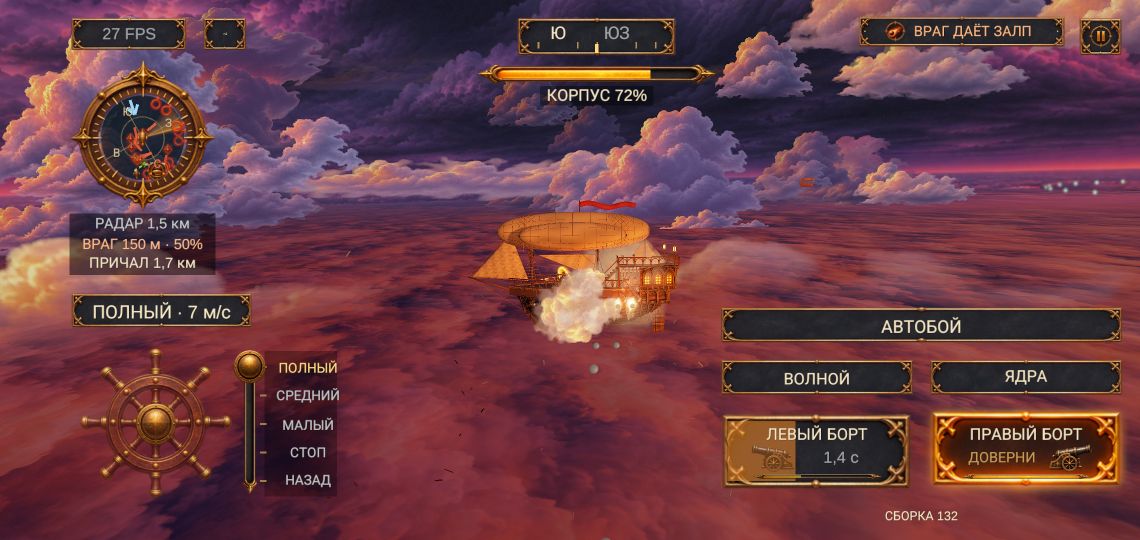 27 FPS
Ю ЮЗ
ВРАГ ДАЁТ ЗАЛП
КОРПУС 72%
З
В
РАДАР 1,5 км
ВРАГ 150 м · 50%
ПРИЧАЛ 1,7 км
ПОЛНЫЙ · 7 м/с
ПОЛНЫЙ
СРЕДНИЙ
МАЛЫЙ
СТОП
НАЗАД
АВТОБОЙ
ВОЛНОЙ
ЯДРА
ЛЕВЫЙ БОРТ
1,4 с
ПРАВЫЙ БОРТ
ДОВЕРНИ
СБОРКА 132